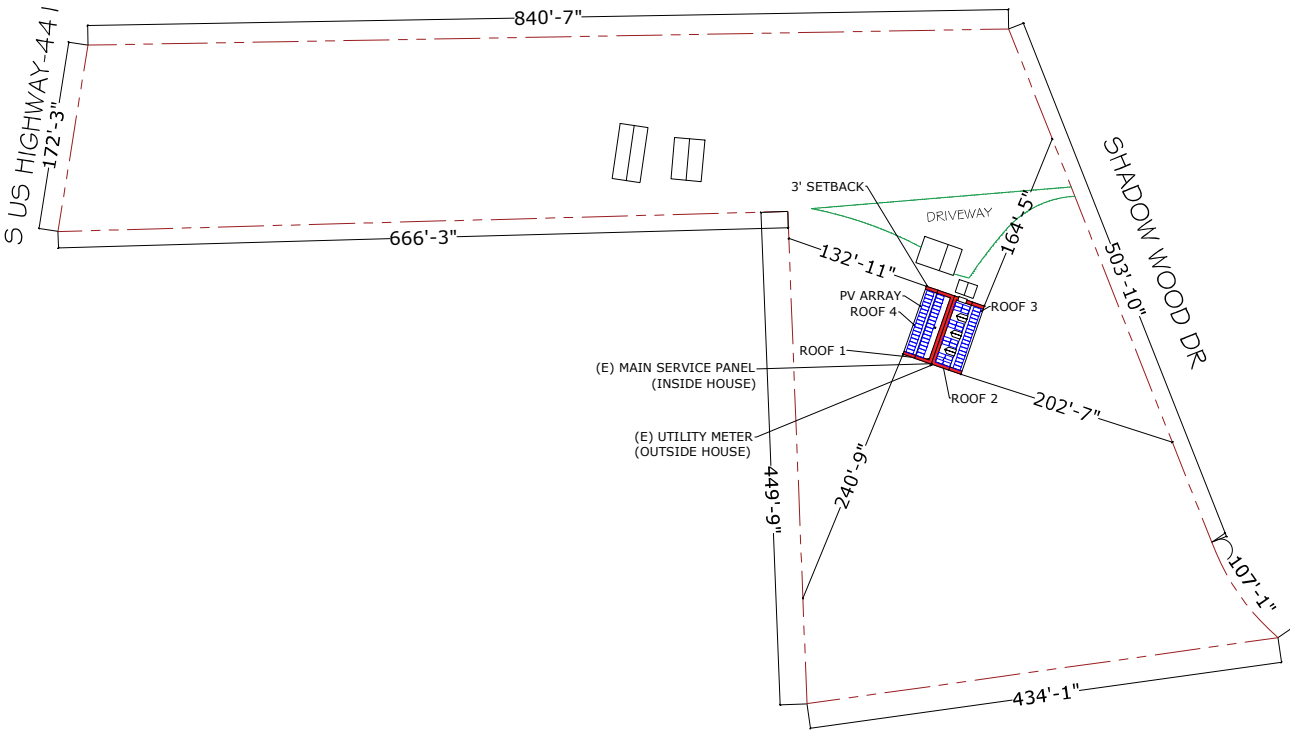 840'-7"
S US HIGHWAY-441
172'-3"
SHADOW WOOD DR
3' SETBACK
DRIVEWAY
164'-5"
666'-3"
132'-11"
503'-10"
PV ARRAY
ROOF 4
ROOF 3
ROOF 1
(E) MAIN SERVICE PANEL
(INSIDE HOUSE)
ROOF 2
202'-7"
(E) UTILITY METER
(OUTSIDE HOUSE)
240'-9"
449'-9"
107'-1"
434'-1"